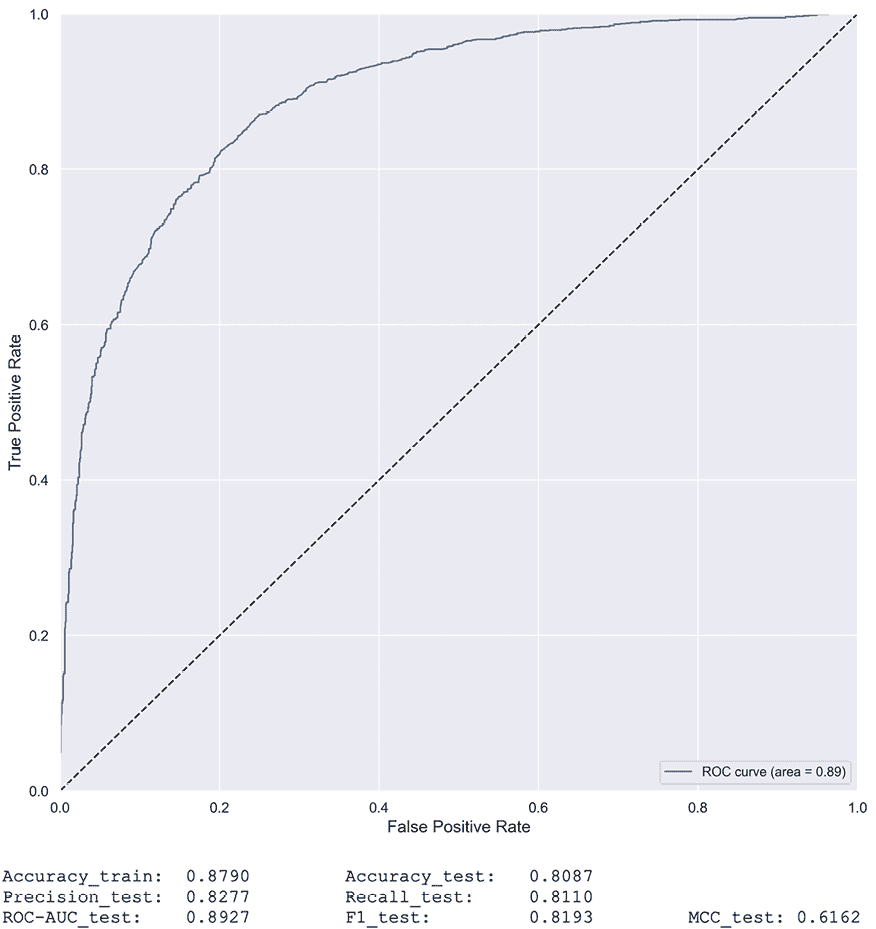 1.0
0.8
0.6
0.4
0.2
0.0
True Positive Rate
ROC curve (area = 0.89)
0.0 0.2 0.4 0.6 0.8 1.0
False Positive Rate
Accuracy_train: 0.8790 Accuracy_test: 0.8087
Precision_test: 0.8277 Recall_test: 0.8110
ROC-AUC_test: 0.8927 F1_test: 0.8193 MCC_test: 0.6162